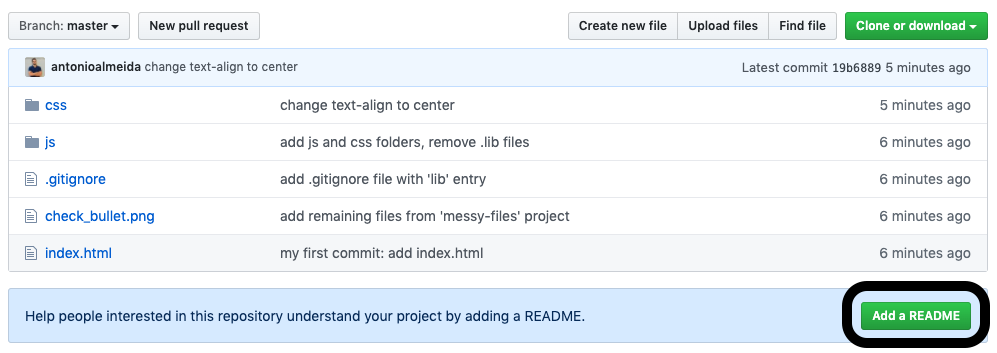 Branch: master New pull request Create new file Upload files Find file Clone or download
antonioalmeida change text-align to center Latest commit 19b6889 5 minutes ago
css change text-align to center 5 minutes ago
js add js and css folders, remove .lib files 6 minutes ago
.gitignore add .gitignore file with 'lib' entry 6 minutes ago
check_bullet.png add remaining files from 'messy-files' project 6 minutes ago
index.html my first commit: add index.html 6 minutes ago
Help people interested in this repository understand your project by adding a README. Add a README